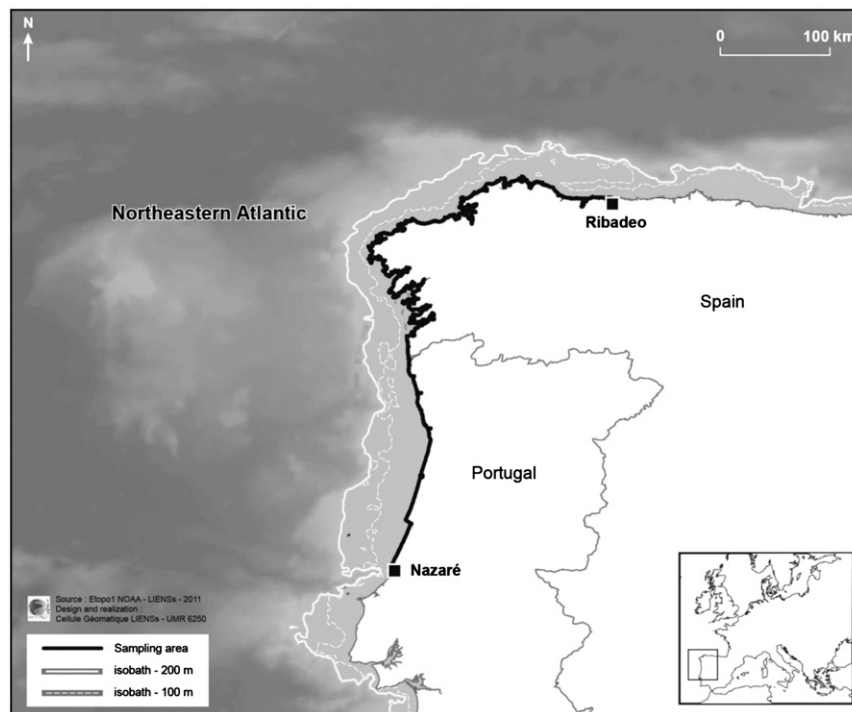 N
0 100 km
Northeastern Atlantic
Ribadeo
Spain
Portugal
Nazaré
Source : Etopo1 NOAA - LIENSs - 2011
Design and realization :
Cellule Géomatique LIENSs - UMR 6250
Sampling area
isobath - 200 m
isobath - 100 m